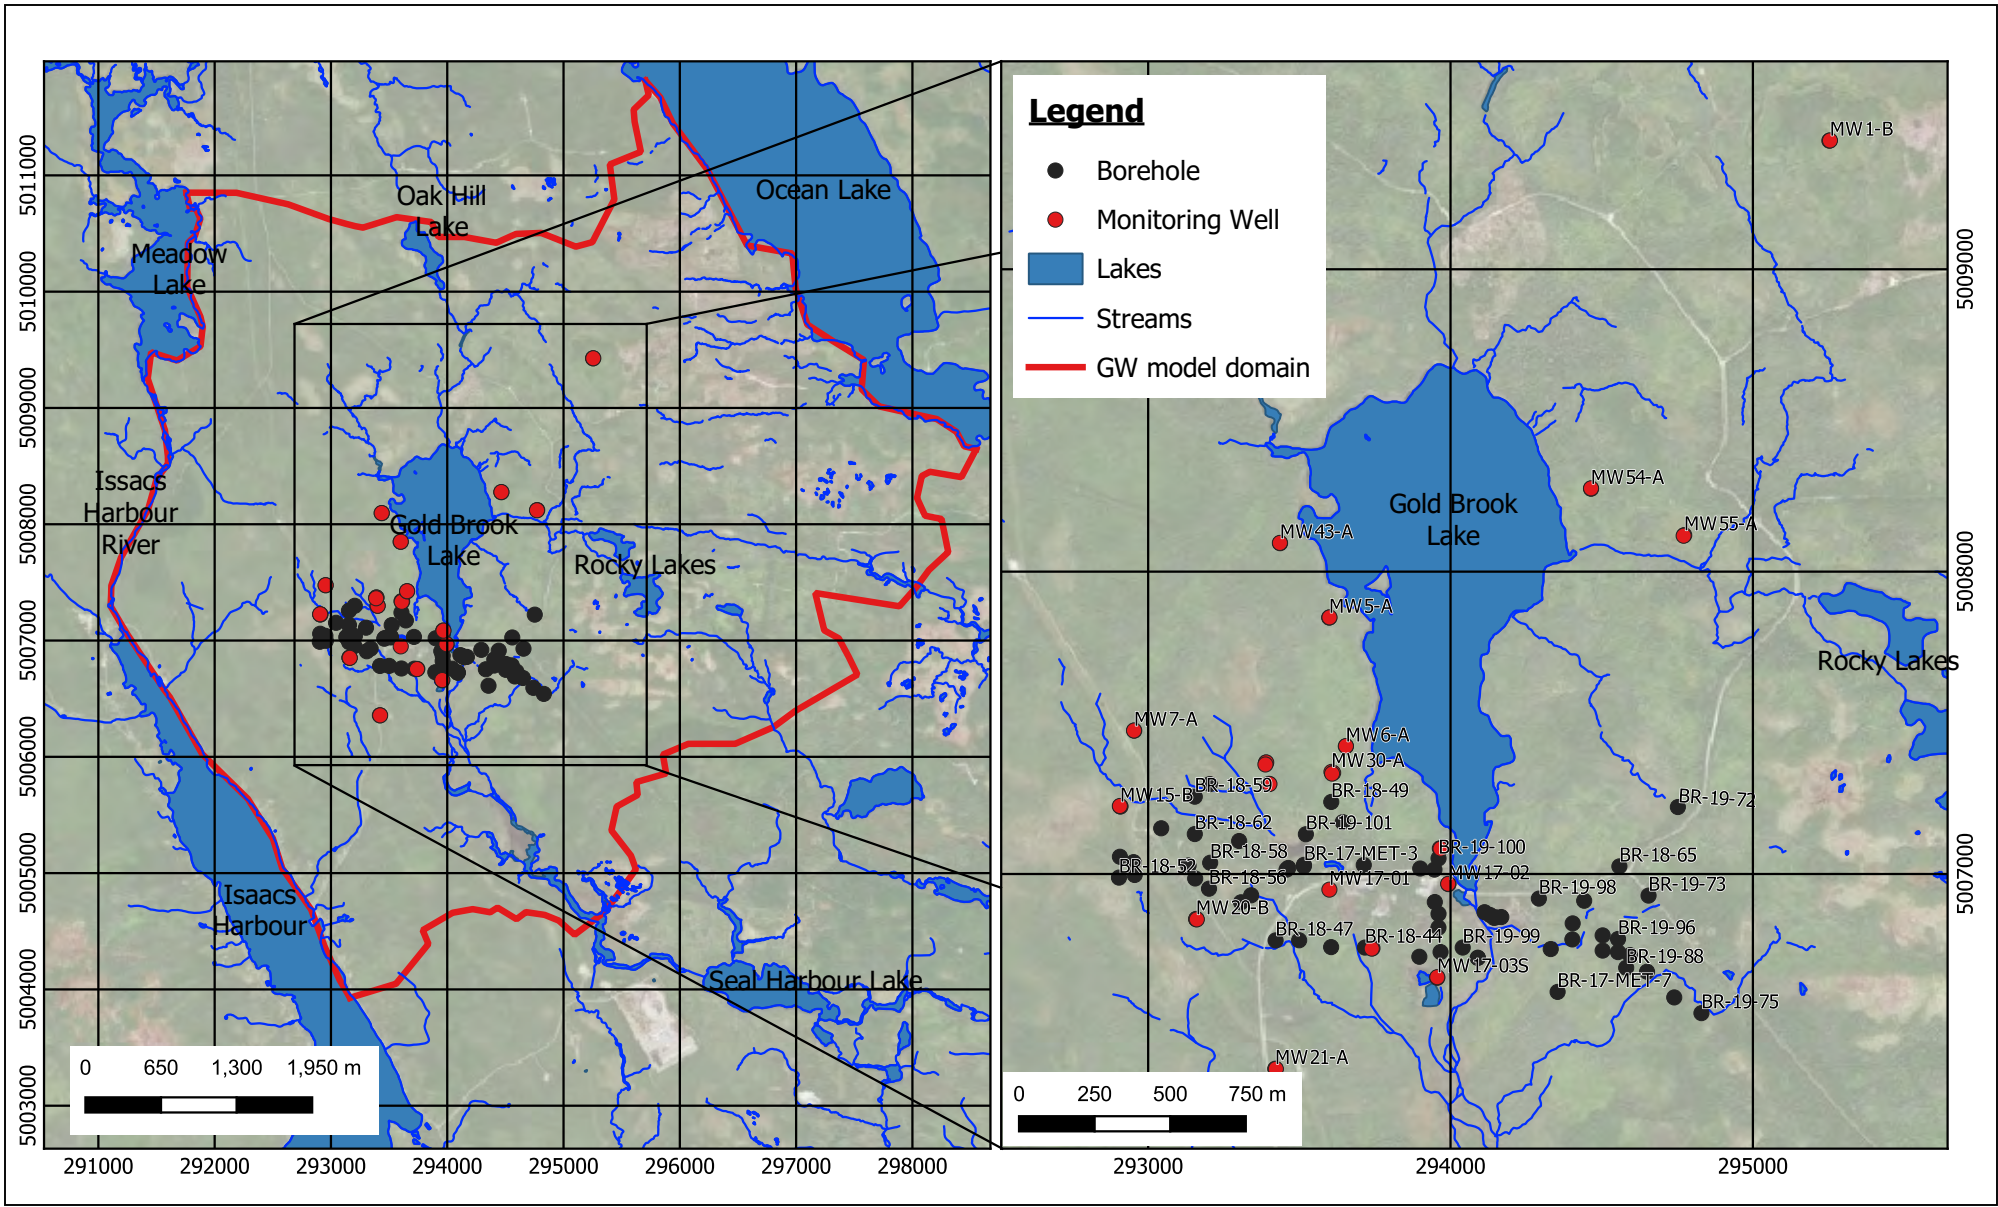 5011000
5010000
5009000
5008000
5007000
5006000
5005000
5004000
5003000
Oak Hill
Lake
Ocean Lake
Meadow
Lake
Issacs
Harbour
River
Gold Brook
Lake
Rocky Lakes
Isaacs
Harbour
Seal Harbour Lake
0 650 1,300 1,950 m
291000 292000 293000 294000 295000 296000 297000 298000
Legend
Borehole
Monitoring Well
Lakes
Streams
GW model domain
MW1-B
MW54-A
Gold Brook
Lake
MW55-A
MW43-A
MW5-A
Rocky Lakes
MW7-A
MW6-A
MW30-A
BR-18-59
BR-18-49
MW15-B
BR-19-72
BR-18-62
BR-19-101
BR-18-58
BR-17-MET-3
BR-19-100
BR-18-65
BR-18-52
BR-18-56
MW17-01
MW17-02
BR-19-98
BR-19-73
MW20-B
BR-18-47
BR-18-44
BR-19-99
BR-19-96
MW17-03S
BR-19-88
BR-17-MET-7
BR-19-75
MW21-A
0 250 500 750 m
293000 294000 295000
5009000
5008000
5007000